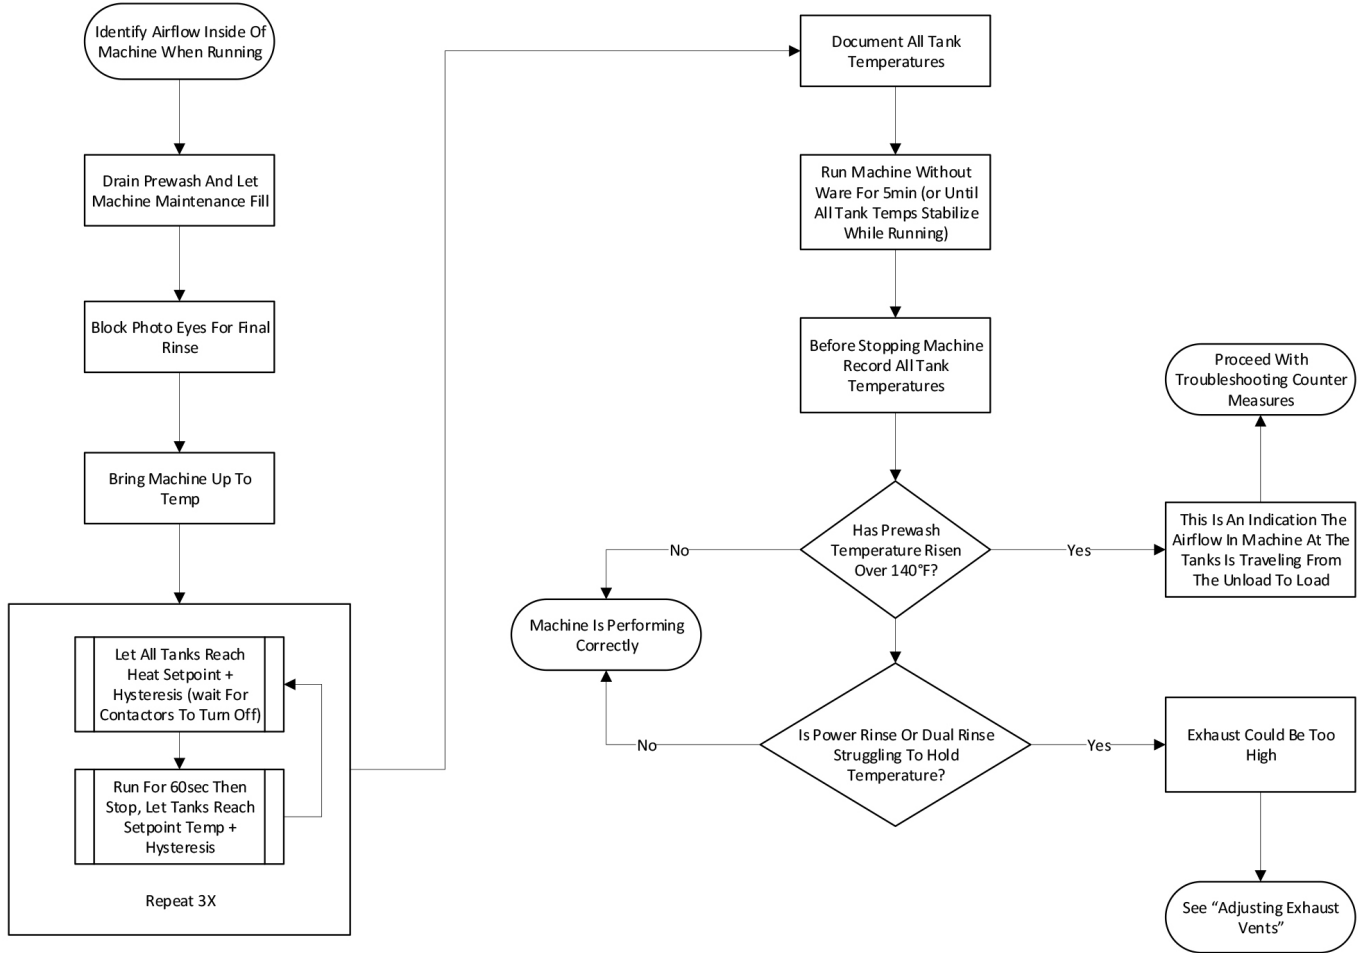 Identify Airflow Inside Of
Machine When Running
Drain Prewash And Let
Machine Maintenance Fill
Block Photo Eyes For Final
Rinse
Bring Machine Up To
Temp
Let All Tanks Reach
Heat Setpoint +
Hysteresis (wait For
Contactors To Turn Off)
Run For 60sec Then
Stop, Let Tanks Reach
Setpoint Temp +
Hysteresis
Repeat 3X
Document All Tank
Temperatures
Run Machine Without
Ware For 5min (or Until
All Tank Temps Stabilize
While Running)
Before Stopping Machine
Record All Tank
Temperatures
Has Prewash
Temperature Risen
Over 140°F?
No
Yes
Machine Is Performing
Correctly
This Is An Indication The
Airflow In Machine At The
Tanks Is Traveling From
The Unload To Load
Proceed With
Troubleshooting Counter
Measures
Is Power Rinse Or Dual Rinse
Struggling To Hold
Temperature?
No
Yes
Exhaust Could Be Too
High
See “Adjusting Exhaust
Vents”